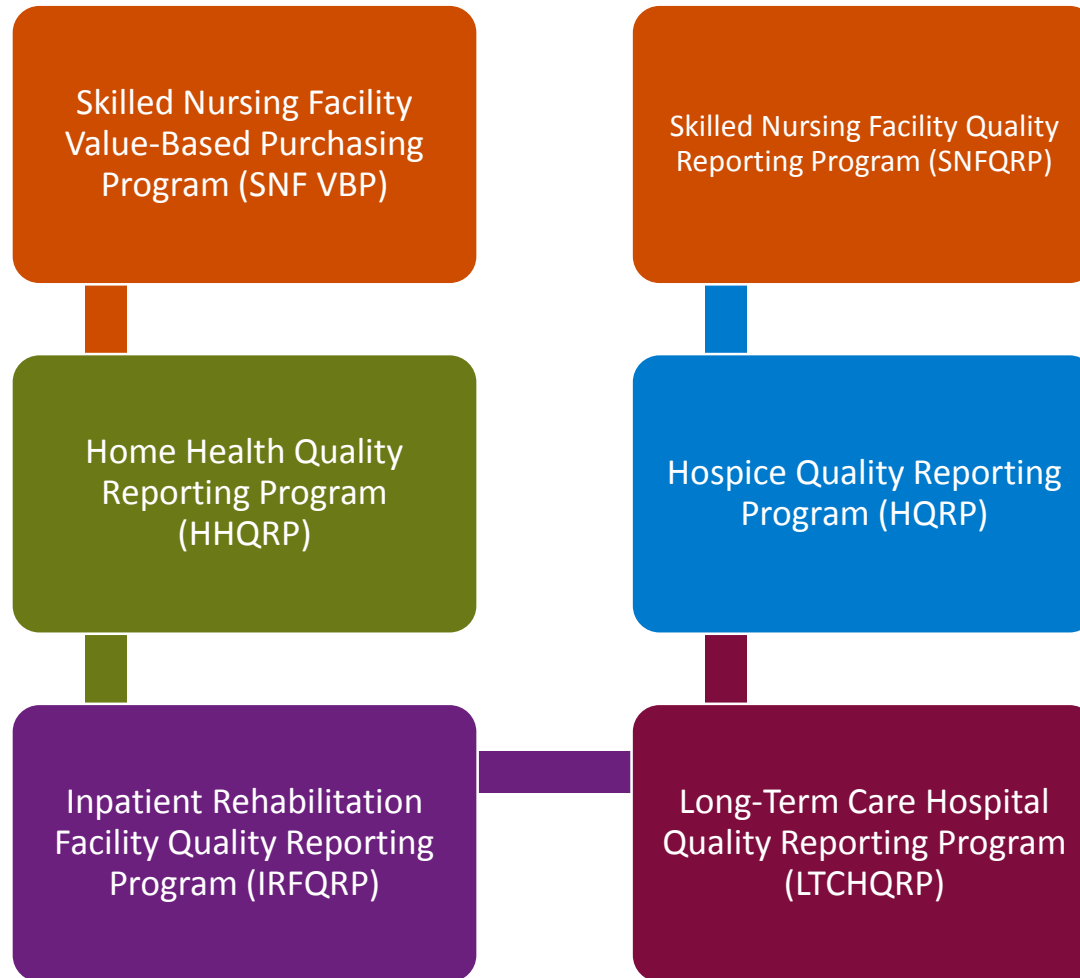 Skilled Nursing Facility
Value-Based Purchasing
Program (SNF VBP)
Home Health Quality
Reporting Program
(HHQRP)
Inpatient Rehabilitation
Facility Quality Reporting
Program (IRFQRP)
Long-Term Care Hospital
Quality Reporting Program
(LTCHQRP)
Hospice Quality Reporting
Program (HQRP)
Skilled Nursing Facility Quality
Reporting Program (SNFQRP)